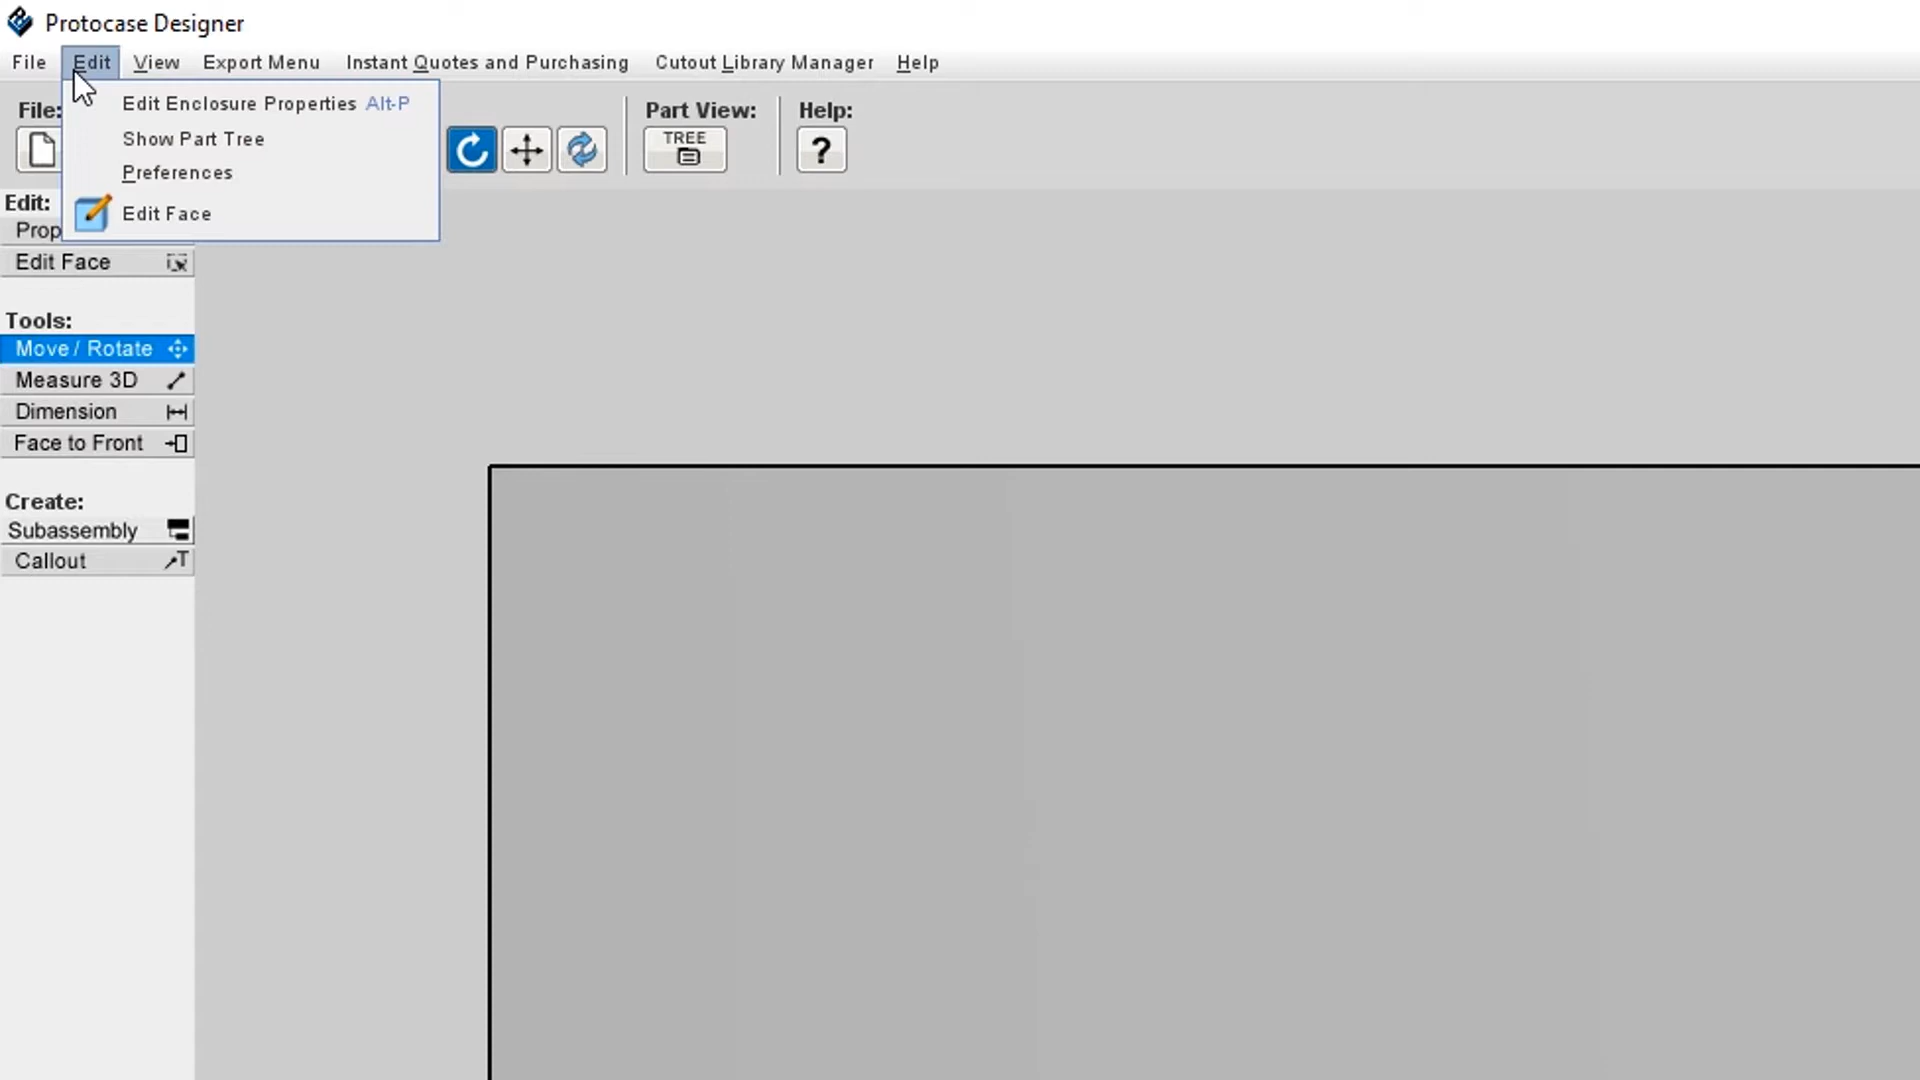 Protocase Designer
File Edit View Export Menu Instant Quotes and Purchasing Cutout Library Manager Help
File: Part View: Help:
TREE
?
Edit Enclosure Properties Alt-P
Show Part Tree
Preferences
Edit Face
Edit:
Prop
Edit Face
Tools:
Move / Rotate
Measure 3D
Dimension
Face to Front
Create:
Subassembly
Callout